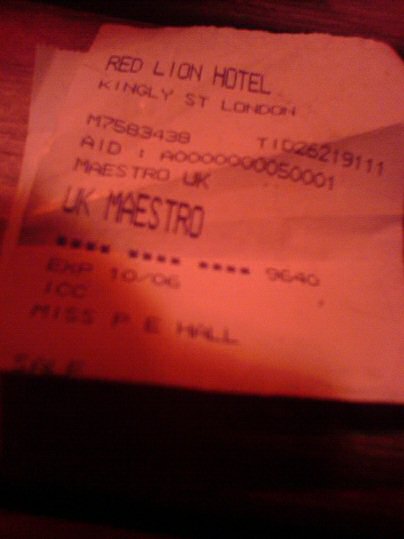 RED LION HOTEL
KINGLY ST LONDON
M7583438 TID26219111
AID : A0000000050001
MAESTRO UK
UK MAESTRO
**** **** **** 9640
EXP 10/06
ICC
MISS P E HALL
SALE